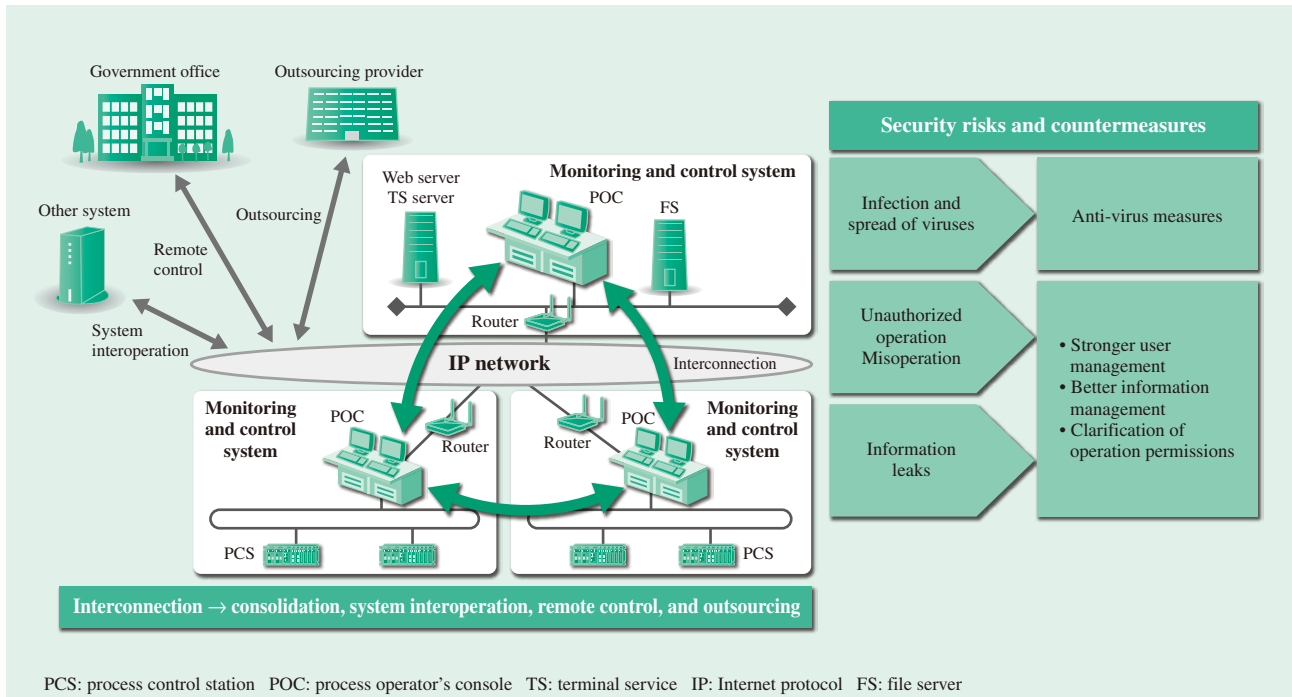 Government office
Outsourcing provider
Other system
Remote
control
Outsourcing
System
interoperation
Monitoring and control system
Web server
TS server
POC
FS
Router
IP network
Interconnection
Monitoring
and control
system
POC
Router
PCS
Router
POC
Monitoring
and control
system
PCS
Interconnection → consolidation, system interoperation, remote control, and outsourcing
Security risks and countermeasures
Infection and
spread of viruses
Anti-virus measures
Unauthorized
operation
Misoperation
Information
leaks
• Stronger user
management
• Better information
management
• Clarification of
operation permissions
PCS: process control station POC: process operator's console TS: terminal service IP: Internet protocol FS: file server